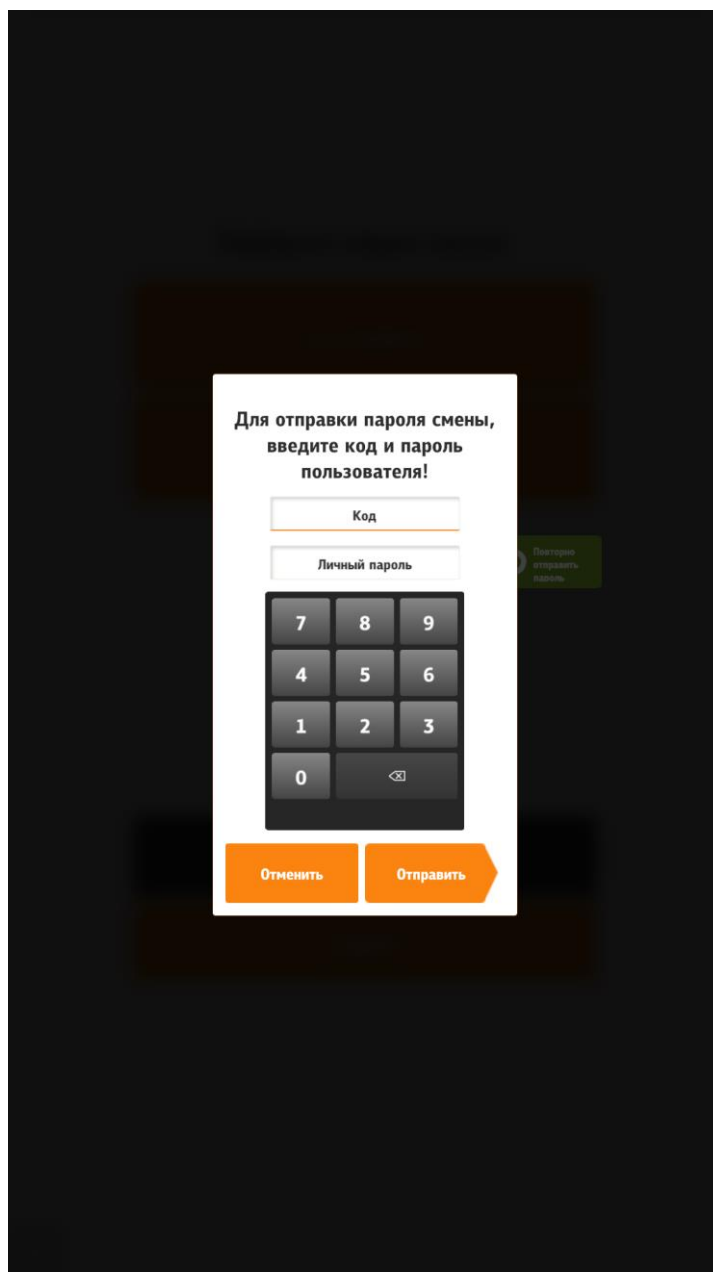 Для отправки пароля смены,
введите код и пароль
пользователя!
Код
Личный пароль
Повторно
отправить
пароль
7 8 9
4 5 6
1 2 3
0
Отменить Отправить